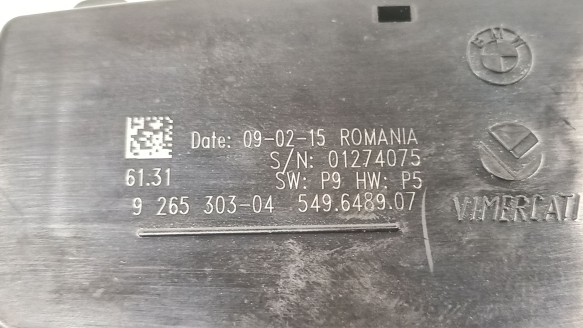 BMW
Date: 09-02-15 ROMANIA
S/N: 01274075
61.31 SW: P9 HW: P5
9 265 303-04 549.6489.07
VIMERCATI